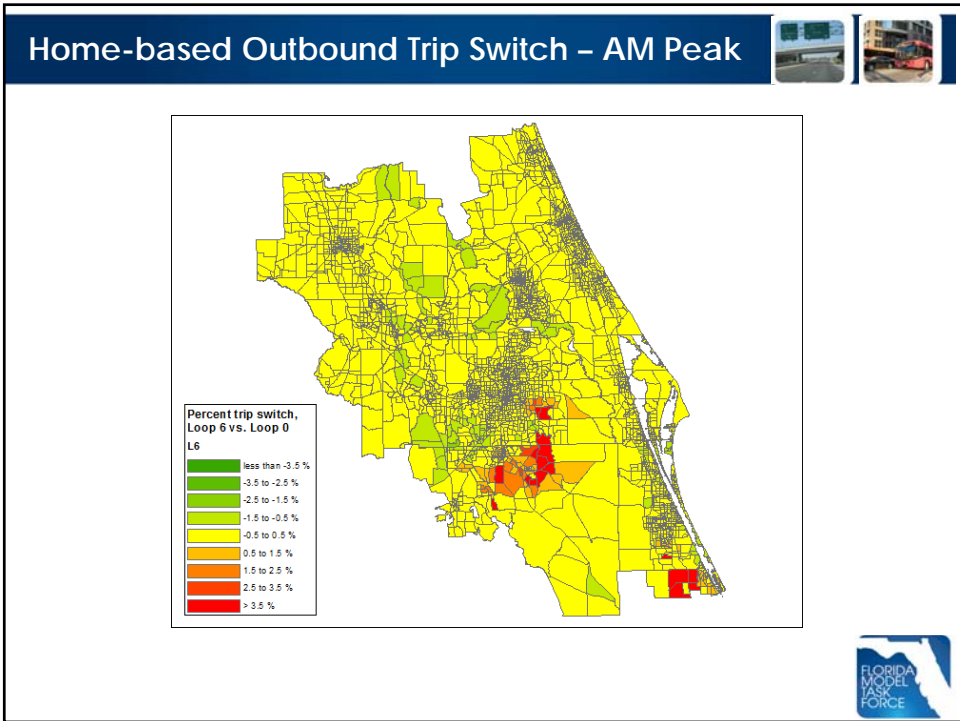 Home-based Outbound Trip Switch – AM Peak
Percent trip switch,
Loop 6 vs. Loop 0
L6
less than -3.5 %
-3.5 to -2.5 %
-2.5 to -1.5 %
-1.5 to -0.5 %
-0.5 to 0.5 %
0.5 to 1.5 %
1.5 to 2.5 %
2.5 to 3.5 %
> 3.5 %
FLORIDA
MODEL
TASK
FORCE